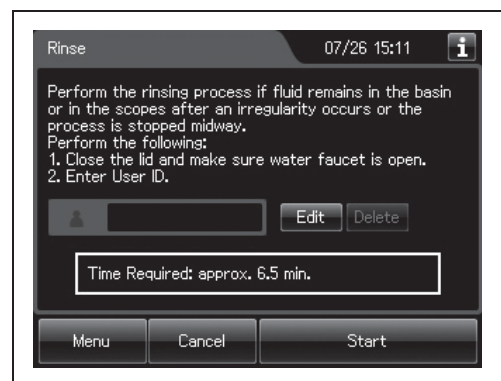 Rinse
07/26 15:11
i
Perform the rinsing process if fluid remains in the basin
or in the scopes after an irregularity occurs or the
process is stopped midway.
Perform the following:
1. Close the lid and make sure water faucet is open.
2. Enter User ID.
Edit
Delete
Time Required: approx. 6.5 min.
Menu
Cancel
Start